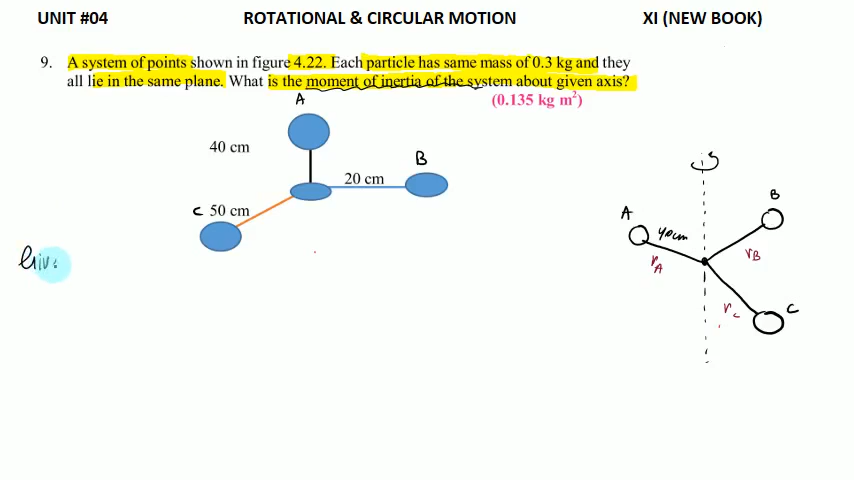 UNIT #04 ROTATIONAL & CIRCULAR MOTION XI (NEW BOOK)
9. A system of points shown in figure 4.22. Each particle has same mass of 0.3 kg and they
all lie in the same plane. What is the moment of inertia of the system about given axis?
(0.135 kg m²)
A
40 cm
B
20 cm
C 50 cm
Giv:
A
40cm
B
rA
rB
rC
C